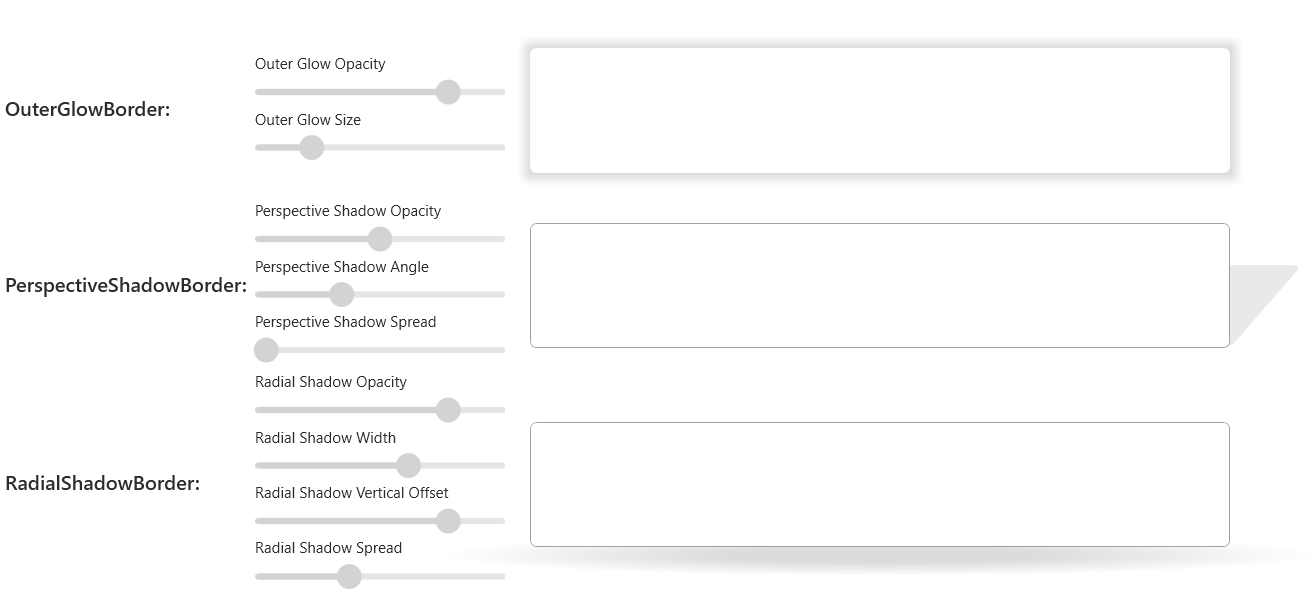 Outer Glow Opacity
OuterGlowBorder:
Outer Glow Size
Perspective Shadow Opacity
Perspective Shadow Angle
PerspectiveShadowBorder:
Perspective Shadow Spread
Radial Shadow Opacity
Radial Shadow Width
RadialShadowBorder:
Radial Shadow Vertical Offset
Radial Shadow Spread